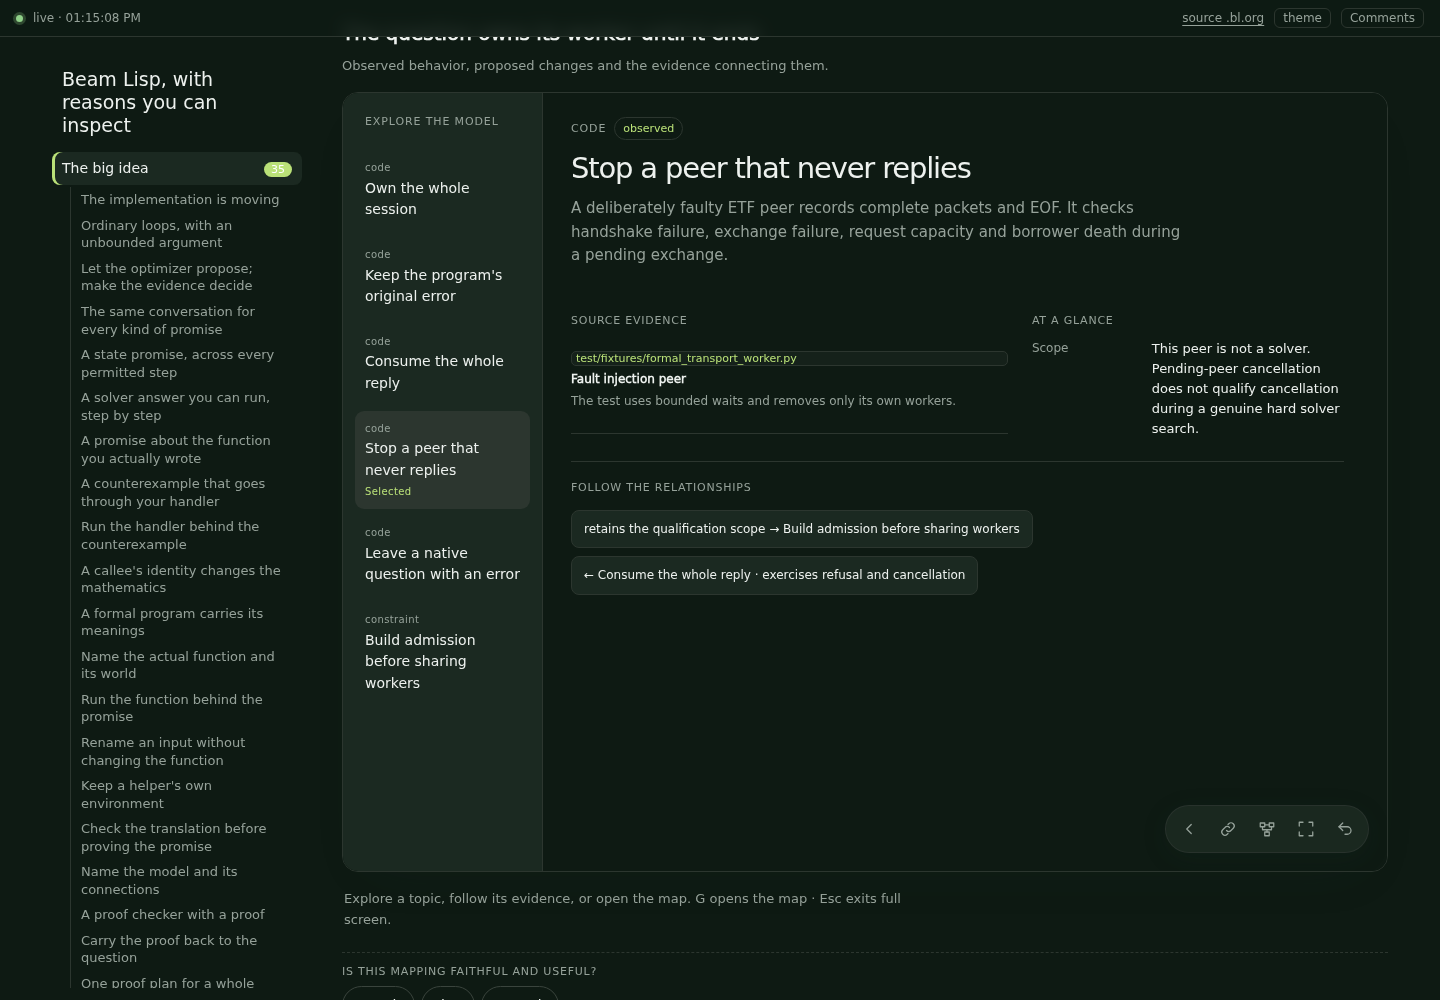 live · 01:15:08 PM
source .bl.org
theme
Comments
Beam Lisp, with
reasons you can
inspect
The big idea
35
The implementation is moving
Ordinary loops, with an
unbounded argument
Let the optimizer propose;
make the evidence decide
The same conversation for
every kind of promise
A state promise, across every
permitted step
A solver answer you can run,
step by step
A promise about the function
you actually wrote
A counterexample that goes
through your handler
Run the handler behind the
counterexample
A callee's identity changes the
mathematics
A formal program carries its
meanings
Name the actual function and
its world
Run the function behind the
promise
Rename an input without
changing the function
Keep a helper's own
environment
Check the translation before
proving the promise
Name the model and its
connections
A proof checker with a proof
Carry the proof back to the
question
One proof plan for a whole
The question owns its worker until it ends
Observed behavior, proposed changes and the evidence connecting them.
EXPLORE THE MODEL
code
Own the whole
session
code
Keep the program's
original error
code
Consume the whole
reply
code
Stop a peer that
never replies
Selected
code
Leave a native
question with an error
constraint
Build admission
before sharing
workers
CODE
observed
Stop a peer that never replies
A deliberately faulty ETF peer records complete packets and EOF. It checks
handshake failure, exchange failure, request capacity and borrower death during
a pending exchange.
SOURCE EVIDENCE
test/fixtures/formal_transport_worker.py
Fault injection peer
The test uses bounded waits and removes only its own workers.
AT A GLANCE
Scope
This peer is not a solver.
Pending-peer cancellation
does not qualify cancellation
during a genuine hard solver
search.
FOLLOW THE RELATIONSHIPS
retains the qualification scope → Build admission before sharing workers
← Consume the whole reply · exercises refusal and cancellation
Explore a topic, follow its evidence, or open the map. G opens the map · Esc exits full
screen.
IS THIS MAPPING FAITHFUL AND USEFUL?